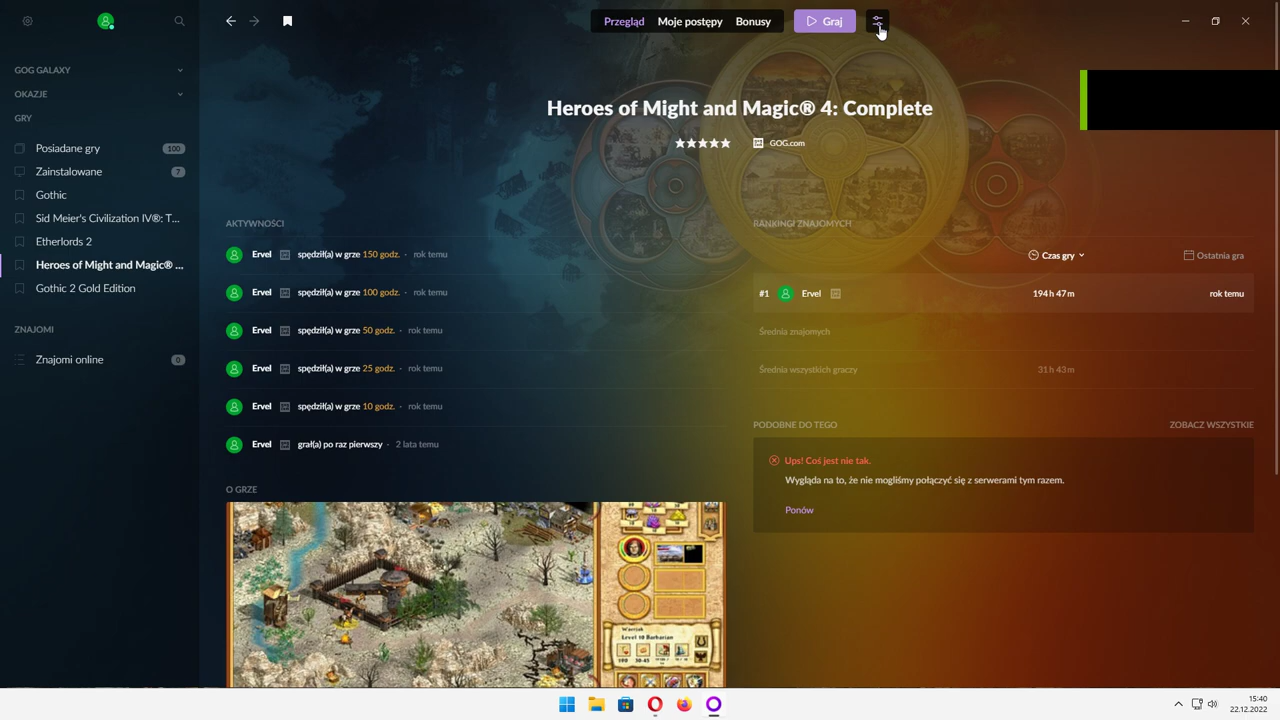 Przegląd Moje postępy Bonusy Graj
GOG GALAXY
OKAZJE
GRY
Posiadane gry 100
Zainstalowane 7
Gothic
Sid Meier's Civilization IV®: T...
Etherlords 2
Heroes of Might and Magic® ...
Gothic 2 Gold Edition
ZNAJOMI
Znajomi online 0
Heroes of Might and Magic® 4: Complete
GOG.com
AKTYWNOŚCI
Ervel spędził(a) w grze 150 godz. · rok temu
Ervel spędził(a) w grze 100 godz. · rok temu
Ervel spędził(a) w grze 50 godz. · rok temu
Ervel spędził(a) w grze 25 godz. · rok temu
Ervel spędził(a) w grze 10 godz. · rok temu
Ervel grał(a) po raz pierwszy · 2 lata temu
O GRZE
Level 10 Barbarian
RANKINGI ZNAJOMYCH
Czas gry Ostatnia gra
#1 Ervel 194 h 47 m rok temu
Średnia znajomych
Średnia wszystkich graczy 31 h 43 m
PODOBNE DO TEGO ZOBACZ WSZYSTKIE
Ups! Coś jest nie tak.
Wygląda na to, że nie mogliśmy połączyć się z serwerami tym razem.
Ponów
15:40
22.12.2022